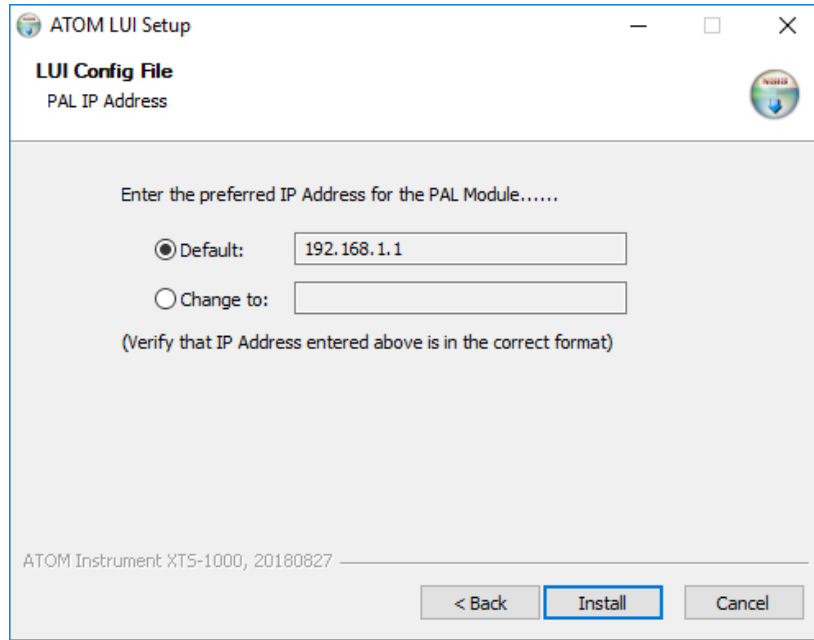 ATOM LUI Setup
LUI Config File
PAL IP Address
Enter the preferred IP Address for the PAL Module......
Default: 192.168.1.1
Change to:
(Verify that IP Address entered above is in the correct format)
ATOM Instrument XTS-1000, 20180827
< Back Install Cancel